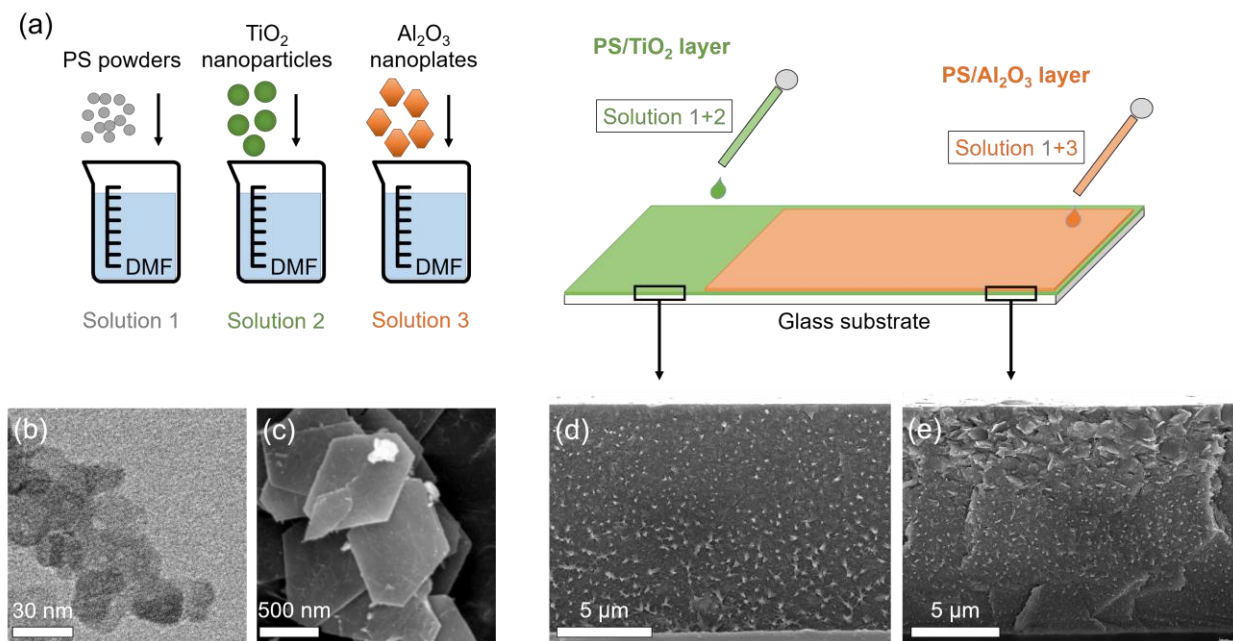 (a)
PS powders
TiO₂
nanoparticles
Al₂O₃
nanoplates
DMF
DMF
DMF
Solution 1
Solution 2
Solution 3
PS/TiO₂ layer
Solution 1+2
PS/Al₂O₃ layer
Solution 1+3
Glass substrate
(b)
30 nm
(c)
500 nm
(d)
5 µm
(e)
5 µm